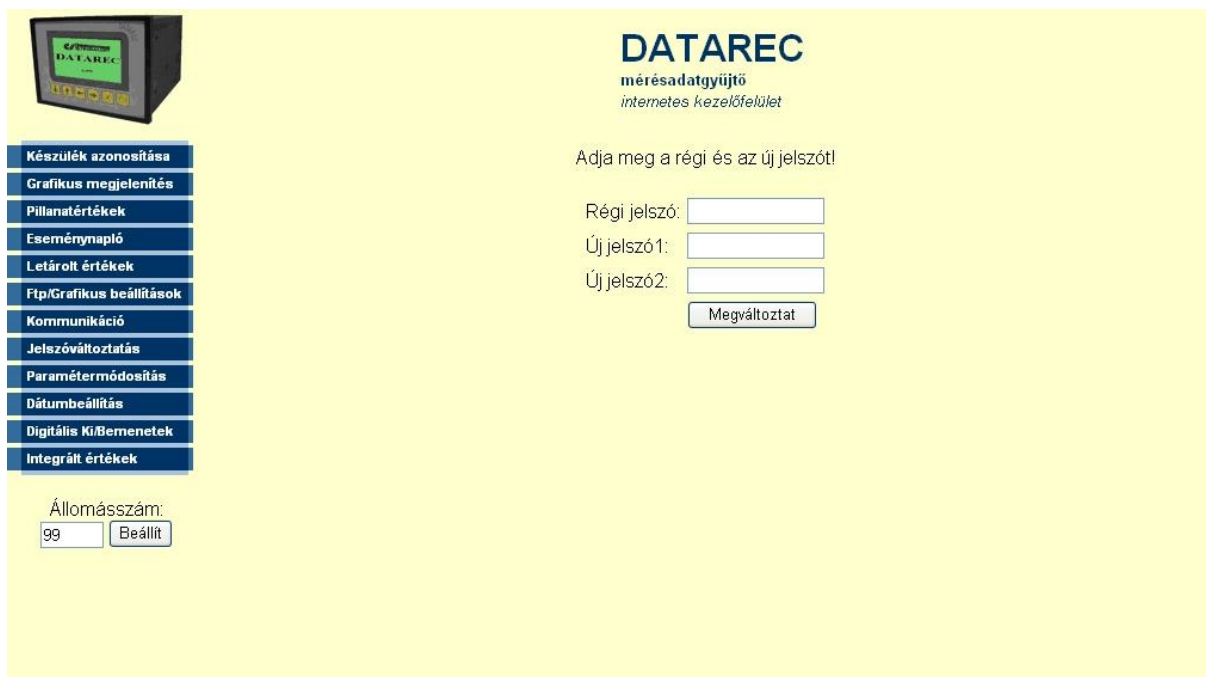 DATAREC
DATAREC
mérésadatgyűjtő
internetes kezelőfelület
Készülék azonosítása
Grafikus megjelenítés
Pillanatértékek
Eseménynapló
Letárolt értékek
Ftp/Grafikus beállítások
Kommunikáció
Jelszóváltoztatás
Paramétermódosítás
Dátumbeállítás
Digitális Ki/Bemenetek
Integrált értékek
Állomásszám:
99 Beállít
Adja meg a régi és az új jelszót!
Régi jelszó:
Új jelszó1:
Új jelszó2:
Megváltoztat